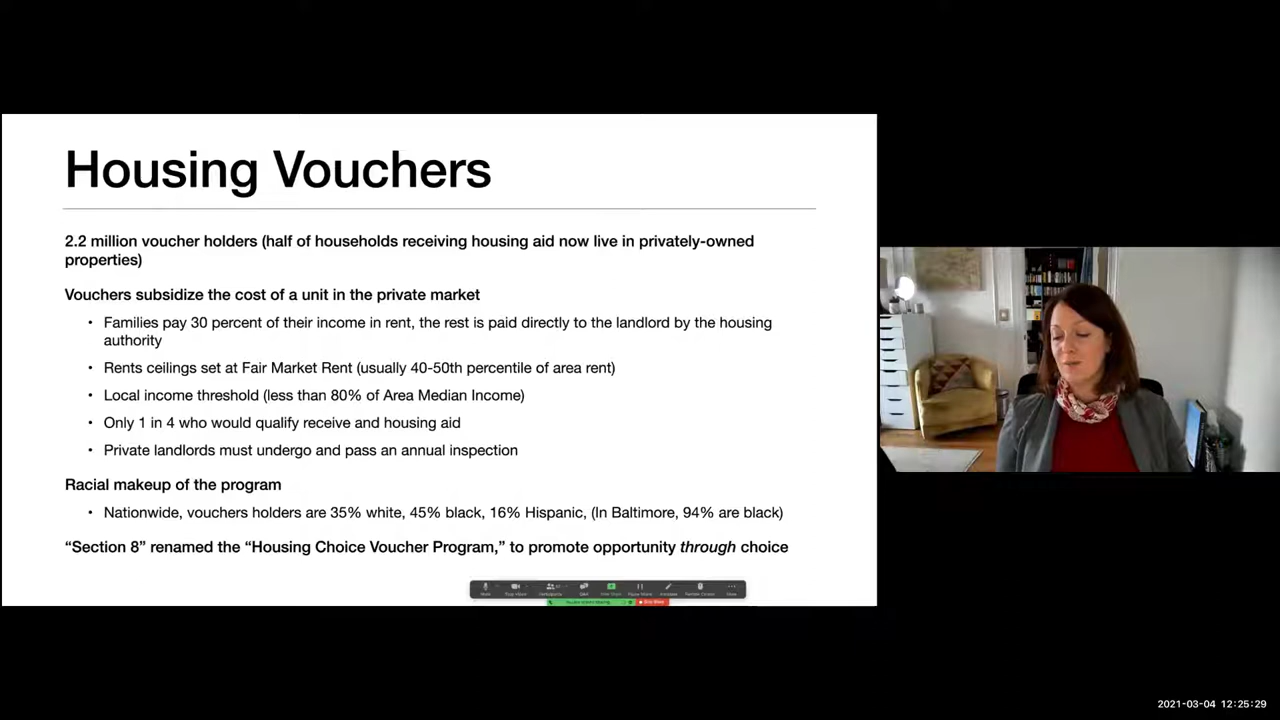 Housing Vouchers
2.2 million voucher holders (half of households receiving housing aid now live in privately-owned
properties)
Vouchers subsidize the cost of a unit in the private market
• Families pay 30 percent of their income in rent, the rest is paid directly to the landlord by the housing
authority
• Rents ceilings set at Fair Market Rent (usually 40-50th percentile of area rent)
• Local income threshold (less than 80% of Area Median Income)
• Only 1 in 4 who would qualify receive and housing aid
• Private landlords must undergo and pass an annual inspection
Racial makeup of the program
• Nationwide, vouchers holders are 35% white, 45% black, 16% Hispanic, (In Baltimore, 94% are black)
“Section 8” renamed the “Housing Choice Voucher Program,” to promote opportunity through choice
2021-03-04 12:25:29